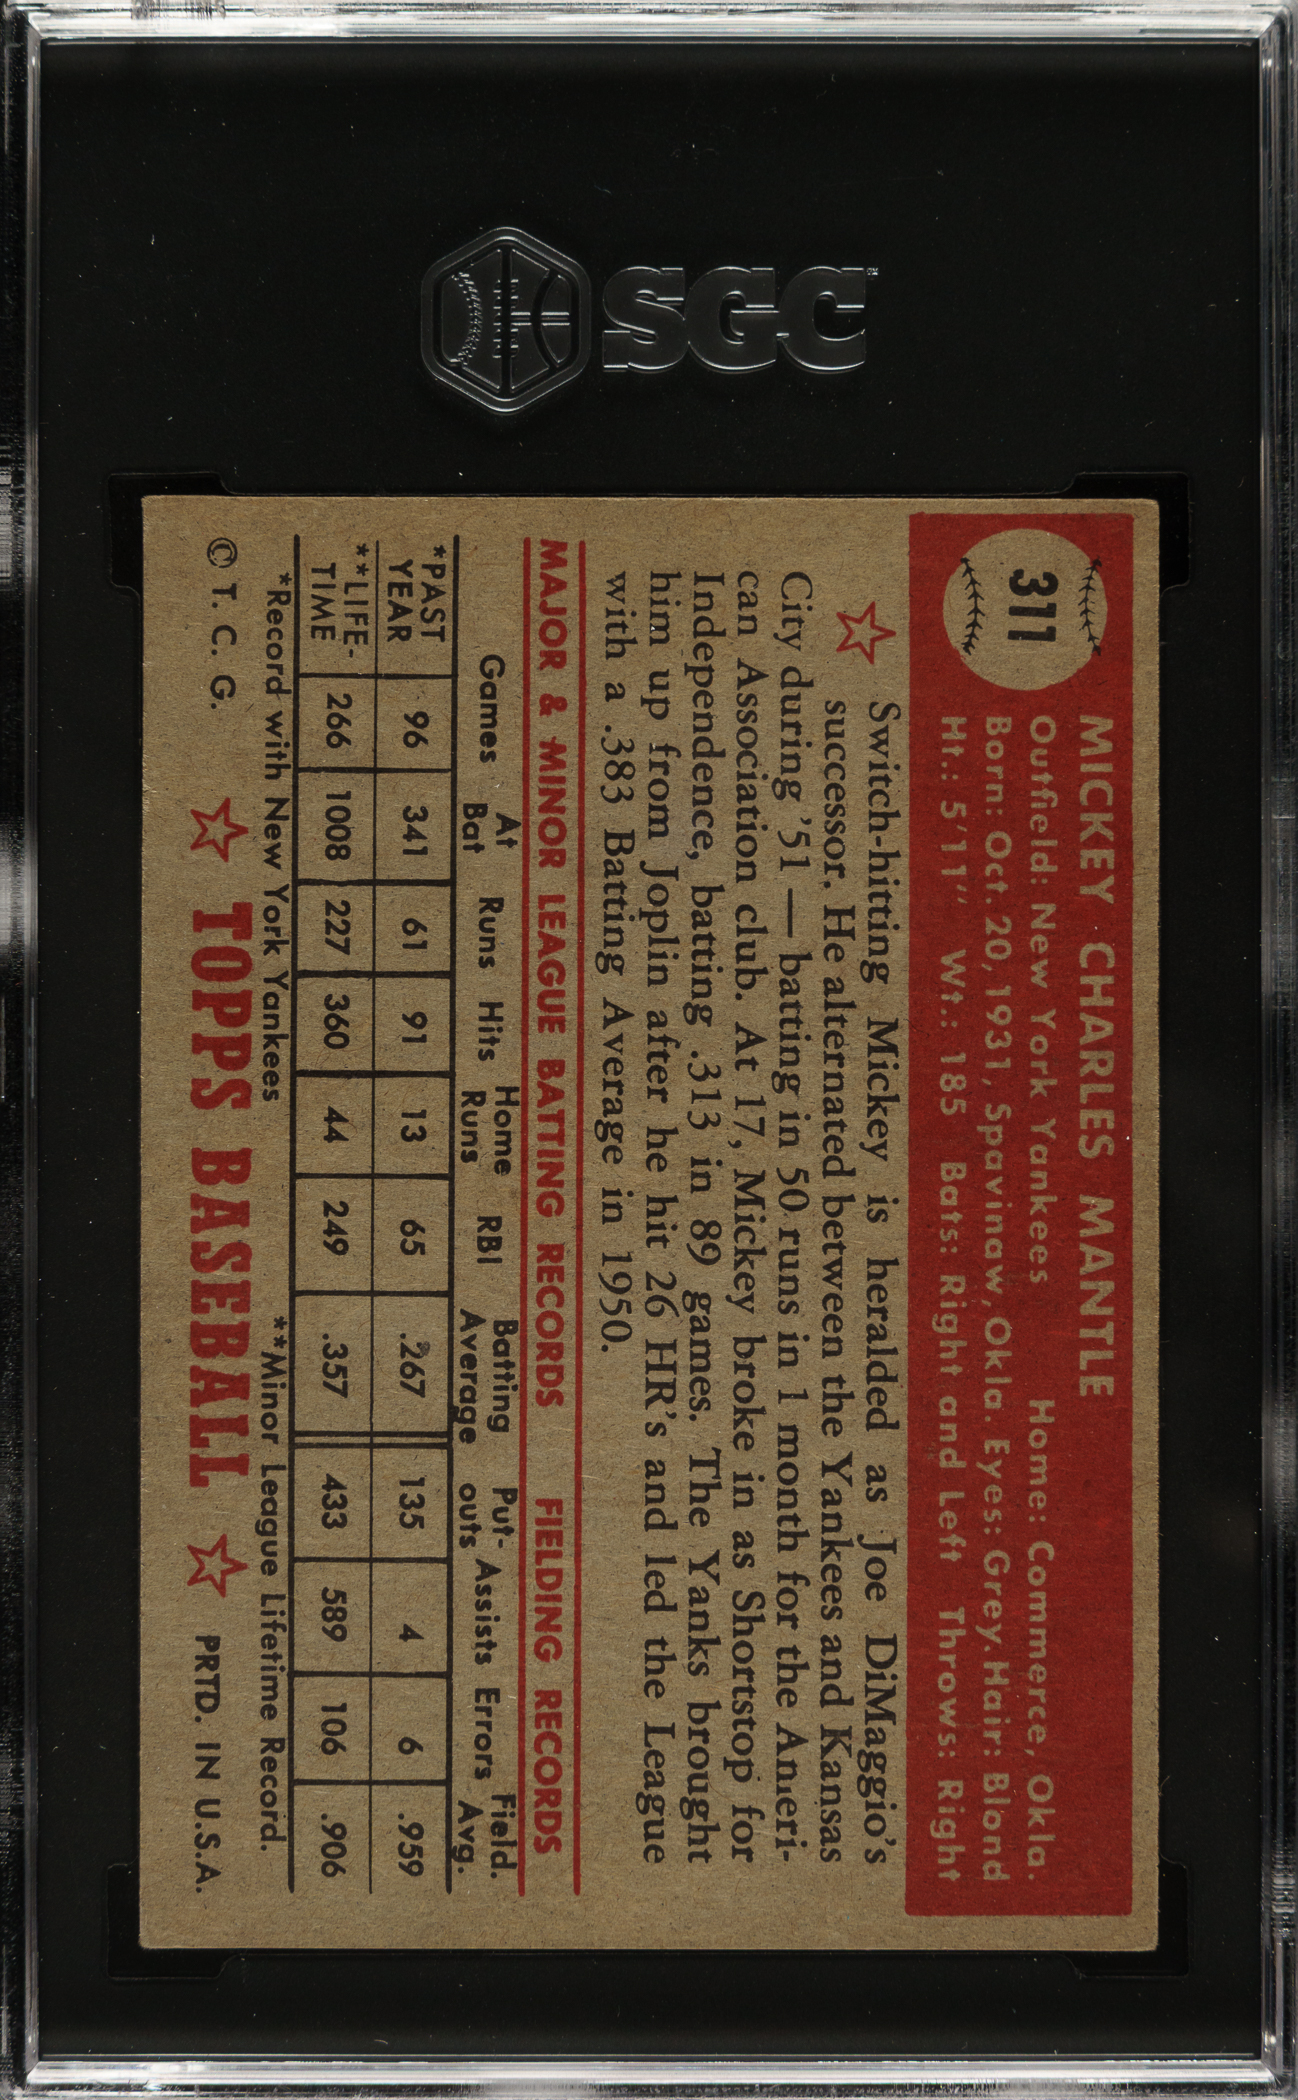 SGC
311
MICKEY CHARLES MANTLE
Outfield: New York Yankees Home: Commerce, Okla.
Born: Oct. 20, 1931, Spavinaw, Okla. Eyes: Grey. Hair: Blond
Ht.: 5'11" Wt.: 185 Bats: Right and Left Throws: Right
Switch-hitting Mickey is heralded as Joe DiMaggio's
successor. He alternated between the Yankees and Kansas
City during '51 — batting in 50 runs in 1 month for the Ameri-
can Association club. At 17, Mickey broke in as Shortstop for
Independence, batting .313 in 89 games. The Yanks brought
him up from Joplin after he hit 26 HR's and led the League
with a .383 Batting Average in 1950.
MAJOR & MINOR LEAGUE BATTING RECORDS FIELDING RECORDS
Games At Bat Runs Hits Home Runs RBI Batting Average Put-outs Assists Errors Field. Avg.
*PAST YEAR 96 341 61 91 13 65 .267 135 4 6 .959
**LIFE-TIME 266 1008 227 360 44 249 .357 433 589 106 .906
*Record with New York Yankees **Minor League Lifetime Record.
© T. C. G. TOPPS BASEBALL PRTD. IN U.S.A.